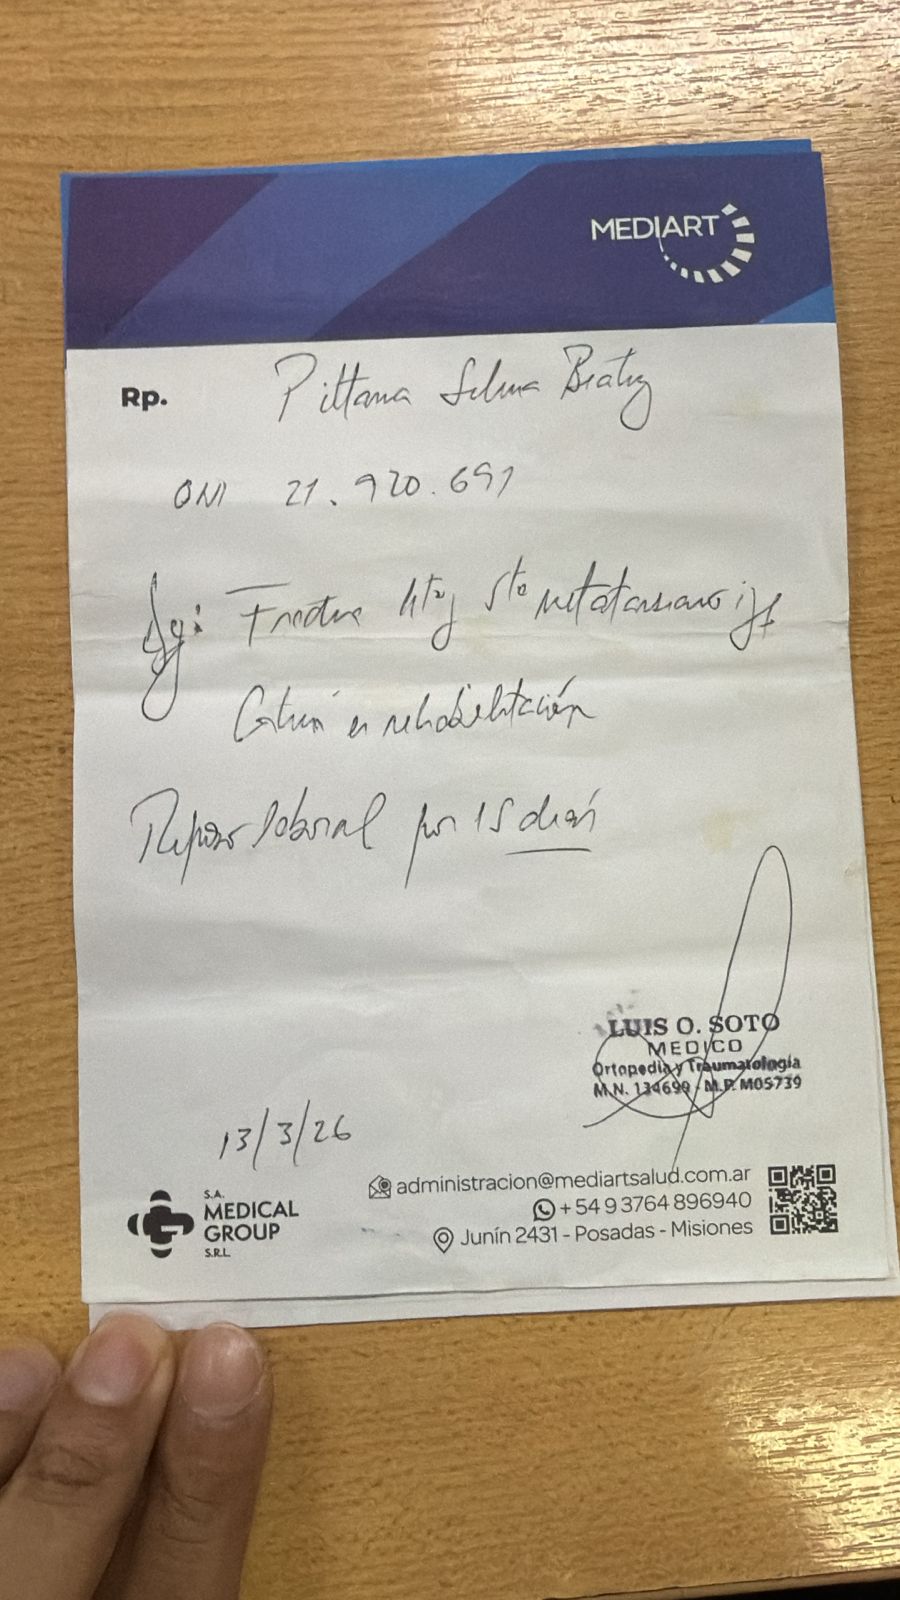 MEDIART
Rp. Pittana Selma Beatriz
DNI 21.920.691
Dg: Fractura 4to y 5to metatarsiano izq
Continúa en rehabilitación
Reposo laboral por 15 días
LUIS O. SOTO
MEDICO
Ortopedia y Traumatología
M.N. 134699 - M.P. M05739
13/3/26
S.A.
MEDICAL
GROUP
S.R.L.
administracion@mediartsalud.com.ar
+54 9 3764 896940
Junín 2431 - Posadas - Misiones